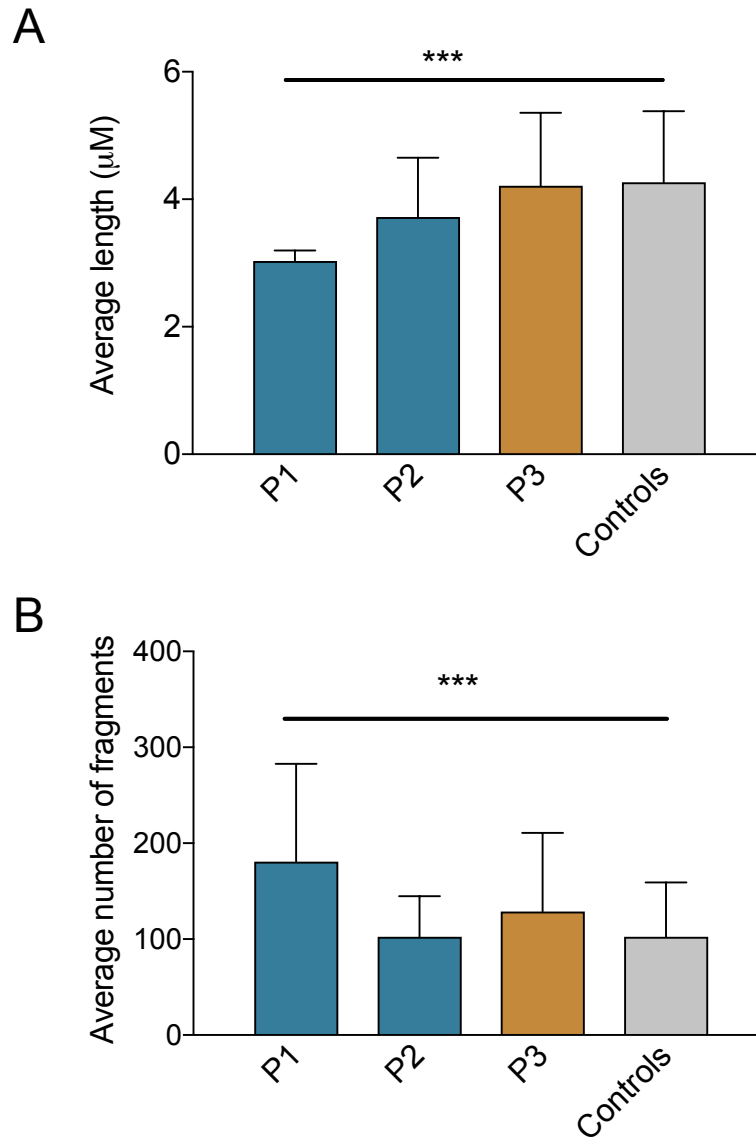 A
***
6
4
2
0
Average length (μM)
P1
P2
P3
Controls
B
***
400
300
200
100
0
Average number of fragments
P1
P2
P3
Controls